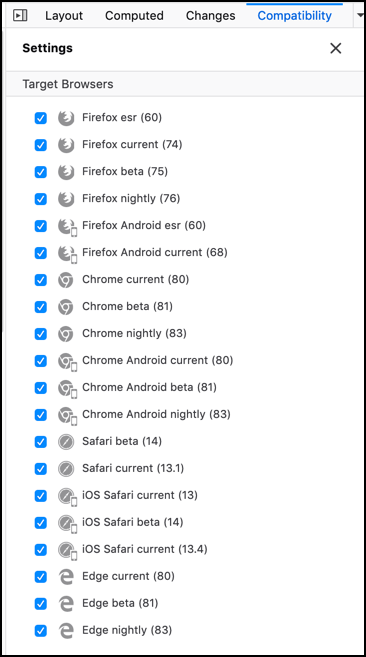 Layout Computed Changes Compatibility
Settings
Target Browsers
Firefox esr (60)
Firefox current (74)
Firefox beta (75)
Firefox nightly (76)
Firefox Android esr (60)
Firefox Android current (68)
Chrome current (80)
Chrome beta (81)
Chrome nightly (83)
Chrome Android current (80)
Chrome Android beta (81)
Chrome Android nightly (83)
Safari beta (14)
Safari current (13.1)
iOS Safari current (13)
iOS Safari beta (14)
iOS Safari current (13.4)
Edge current (80)
Edge beta (81)
Edge nightly (83)